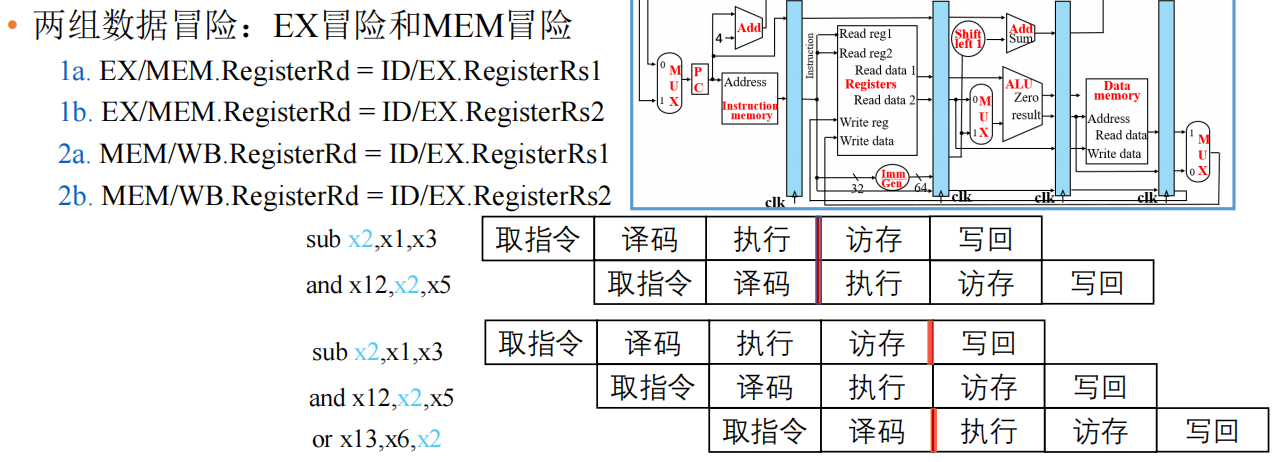 • 两组数据冒险：EX冒险和MEM冒险
1a. EX/MEM.RegisterRd = ID/EX.RegisterRs1
1b. EX/MEM.RegisterRd = ID/EX.RegisterRs2
2a. MEM/WB.RegisterRd = ID/EX.RegisterRs1
2b. MEM/WB.RegisterRd = ID/EX.RegisterRs2
0
M
U
1 X
P
C
4
Add
Address
Instruction
memory
Instruction
Read reg1
Read reg2
Read data 1
Registers
Read data 2
Write reg
Write data
32
Imm
Gen
64
Shift
left 1
Add
Sum
0 M
U
1 X
ALU
Zero
result
Data
memory
Address
Read data
Write data
1 M
U
0 X
clk
clk
clk
clk
sub x2,x1,x3 取指令 译码 执行 访存 写回
and x12,x2,x5 取指令 译码 执行 访存 写回
sub x2,x1,x3 取指令 译码 执行 访存 写回
and x12,x2,x5 取指令 译码 执行 访存 写回
or x13,x6,x2 取指令 译码 执行 访存 写回